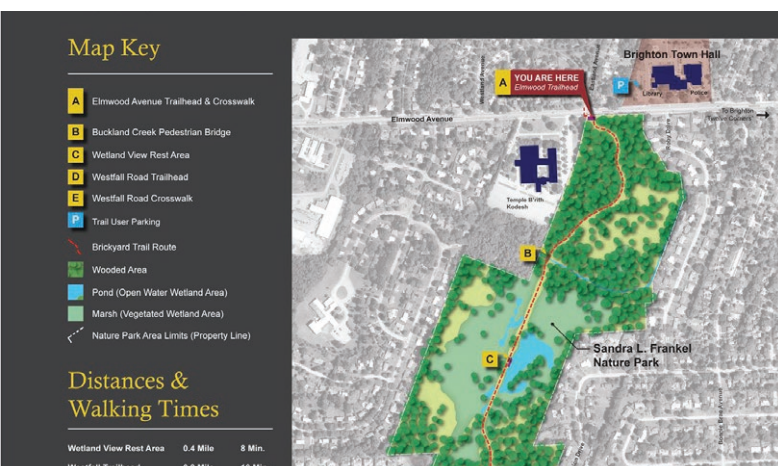 Map Key
A Elmwood Avenue Trailhead & Crosswalk
B Buckland Creek Pedestrian Bridge
C Wetland View Rest Area
D Westfall Road Trailhead
E Westfall Road Crosswalk
P Trail User Parking
Brickyard Trail Route
Wooded Area
Pond (Open Water Wetland Area)
Marsh (Vegetated Wetland Area)
Nature Park Area Limits (Property Line)
Distances &
Walking Times
Wetland View Rest Area 0.4 Mile 8 Min.
Brighton Town Hall
A YOU ARE HERE
Elmwood Trailhead
P
Library
Police
To Brighton
Twelve Corners
Elmwood Avenue
Temple B'rith
Kodesh
B
C
Sandra L. Frankel
Nature Park